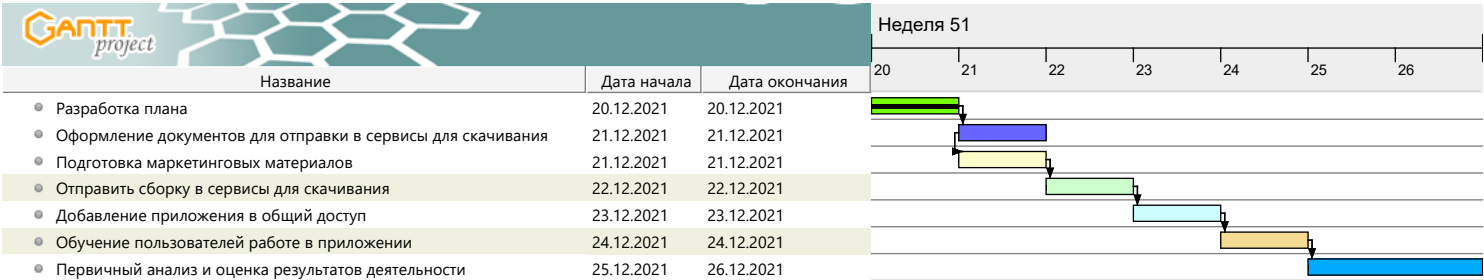 GANTT
project
Неделя 51
Название Дата начала Дата окончания
20 21 22 23 24 25 26
Разработка плана 20.12.2021 20.12.2021
Оформление документов для отправки в сервисы для скачивания 21.12.2021 21.12.2021
Подготовка маркетинговых материалов 21.12.2021 21.12.2021
Отправить сборку в сервисы для скачивания 22.12.2021 22.12.2021
Добавление приложения в общий доступ 23.12.2021 23.12.2021
Обучение пользователей работе в приложении 24.12.2021 24.12.2021
Первичный анализ и оценка результатов деятельности 25.12.2021 26.12.2021